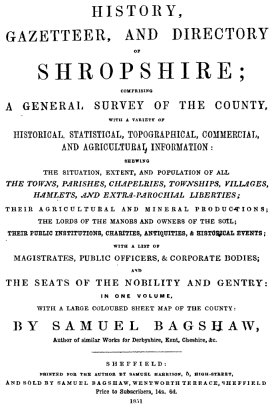 HISTORY,
GAZETTEER, AND DIRECTORY
OF
SHROPSHIRE;
COMPRISING
A GENERAL SURVEY OF THE COUNTY,
WITH A VARIETY OF
HISTORICAL, STATISTICAL, TOPOGRAPHICAL, COMMERCIAL,
AND AGRICULTURAL INFORMATION:
SHEWING
THE SITUATION, EXTENT, AND POPULATION OF ALL
THE TOWNS, PARISHES, CHAPELRIES, TOWNSHIPS, VILLAGES,
HAMLETS, AND EXTRA-PAROCHIAL LIBERTIES;
THEIR AGRICULTURAL AND MINERAL PRODUCTIONS;
THE LORDS OF THE MANORS AND OWNERS OF THE SOIL;
THEIR PUBLIC INSTITUTIONS, CHARITIES, ANTIQUITIES, & HISTORICAL EVENTS;
WITH A LIST OF
MAGISTRATES, PUBLIC OFFICERS, & CORPORATE BODIES;
AND
THE SEATS OF THE NOBILITY AND GENTRY:
IN ONE VOLUME,
WITH A LARGE COLOURED SHEET MAP OF THE COUNTY:
BY SAMUEL BAGSHAW,
Author of similar Works for Derbyshire, Kent, Cheshire, &c.
SHEFFIELD:
PRINTED FOR THE AUTHOR BY SAMUEL HARRISON, 5, HIGH-STREET,
AND SOLD BY SAMUEL BAGSHAW, WENTWORTH TERRACE, SHEFFIELD
Price to Subscribers, 14s. 6d.
1851